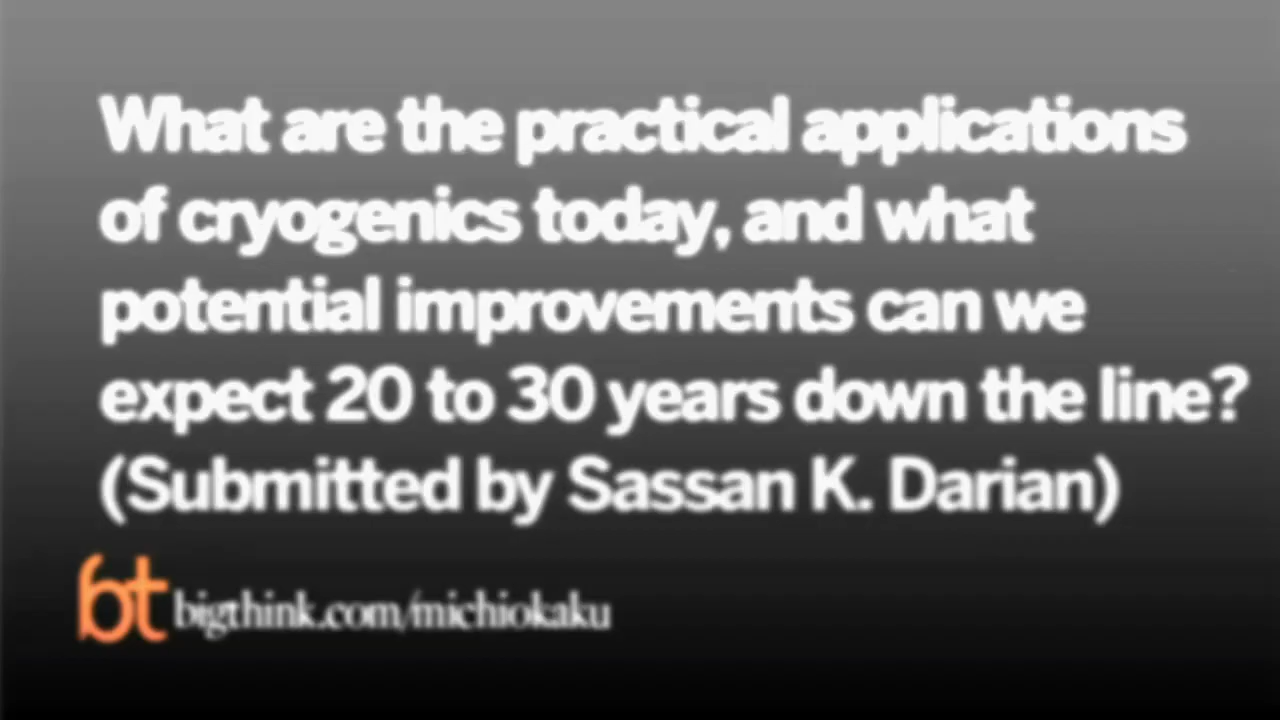 What are the practical applications
of cryogenics today, and what
potential improvements can we
expect 20 to 30 years down the line?
(Submitted by Sassan K. Darian)
bt bigthink.com/michiokaku